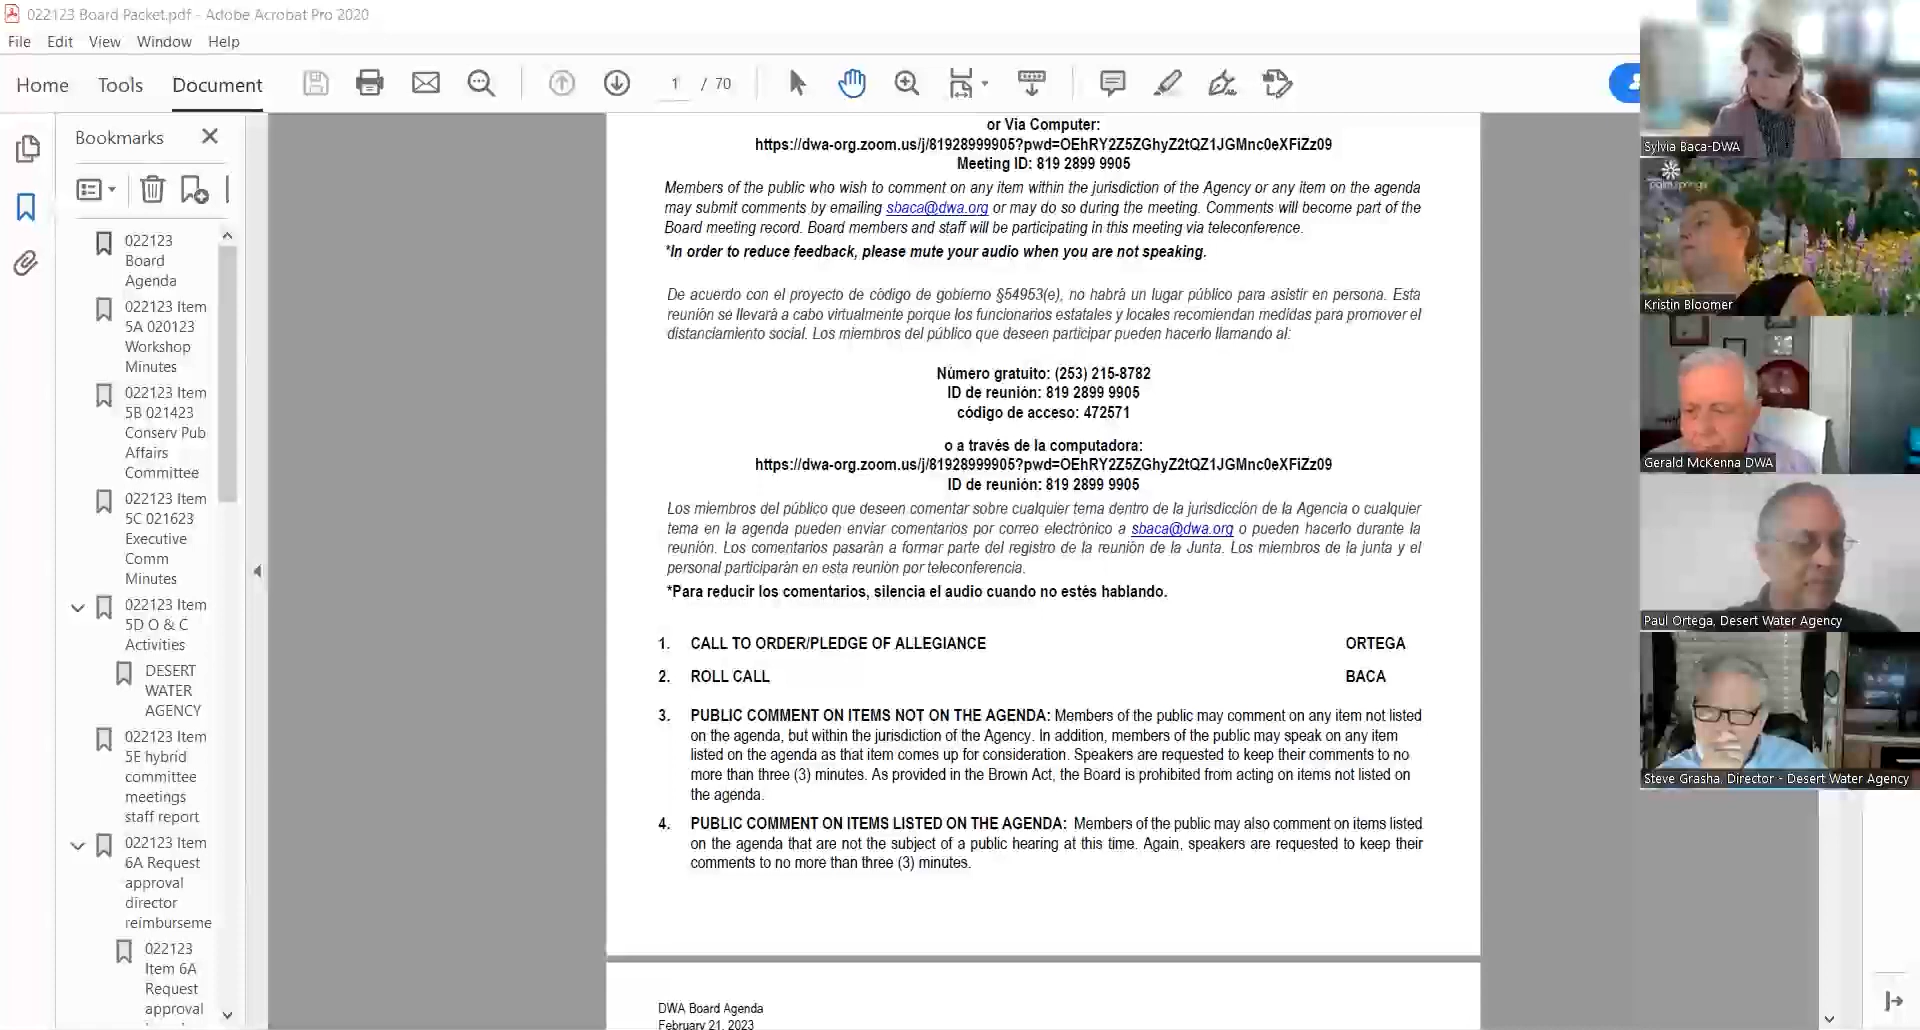 022123 Board Packet.pdf - Adobe Acrobat Pro 2020
File Edit View Window Help
Home Tools Document
1 / 70
Bookmarks
022123
Board
Agenda
022123 Item
5A 020123
Workshop
Minutes
022123 Item
5B 021423
Conserv Pub
Affairs
Committee
022123 Item
5C 021623
Executive
Comm
Minutes
022123 Item
5D O & C
Activities
DESERT
WATER
AGENCY
022123 Item
5E hybrid
committee
meetings
staff report
022123 Item
6A Request
approval
director
reimburseme
022123
Item 6A
Request
approval
or Via Computer:
https://dwa-org.zoom.us/j/81928999905?pwd=OEhRY2Z5ZGhyZ2tQZ1JGMnc0eXFiZz09
Meeting ID: 819 2899 9905
Members of the public who wish to comment on any item within the jurisdiction of the Agency or any item on the agenda
may submit comments by emailing sbaca@dwa.org or may do so during the meeting. Comments will become part of the
Board meeting record. Board members and staff will be participating in this meeting via teleconference.
*In order to reduce feedback, please mute your audio when you are not speaking.
De acuerdo con el proyecto de código de gobierno §54953(e), no habrá un lugar público para asistir en persona. Esta
reunión se llevará a cabo virtualmente porque los funcionarios estatales y locales recomiendan medidas para promover el
distanciamiento social. Los miembros del público que deseen participar pueden hacerlo llamando al:
Número gratuito: (253) 215-8782
ID de reunión: 819 2899 9905
código de acceso: 472571
o a través de la computadora:
https://dwa-org.zoom.us/j/81928999905?pwd=OEhRY2Z5ZGhyZ2tQZ1JGMnc0eXFiZz09
ID de reunión: 819 2899 9905
Los miembros del público que deseen comentar sobre cualquier tema dentro de la jurisdicción de la Agencia o cualquier
tema en la agenda pueden enviar comentarios por correo electrónico a sbaca@dwa.org o pueden hacerlo durante la
reunión. Los comentarios pasarán a formar parte del registro de la reunión de la Junta. Los miembros de la junta y el
personal participarán en esta reunión por teleconferencia.
*Para reducir los comentarios, silencia el audio cuando no estés hablando.
1. CALL TO ORDER/PLEDGE OF ALLEGIANCE ORTEGA
2. ROLL CALL BACA
3. PUBLIC COMMENT ON ITEMS NOT ON THE AGENDA: Members of the public may comment on any item not listed
on the agenda, but within the jurisdiction of the Agency. In addition, members of the public may speak on any item
listed on the agenda as that item comes up for consideration. Speakers are requested to keep their comments to no
more than three (3) minutes. As provided in the Brown Act, the Board is prohibited from acting on items not listed on
the agenda.
4. PUBLIC COMMENT ON ITEMS LISTED ON THE AGENDA: Members of the public may also comment on items listed
on the agenda that are not the subject of a public hearing at this time. Again, speakers are requested to keep their
comments to no more than three (3) minutes.
DWA Board Agenda
February 21, 2023
Sylvia Baca-DWA
Kristin Bloomer
Gerald McKenna DWA
Paul Ortega, Desert Water Agency
Steve Grasha, Director - Desert Water Agency